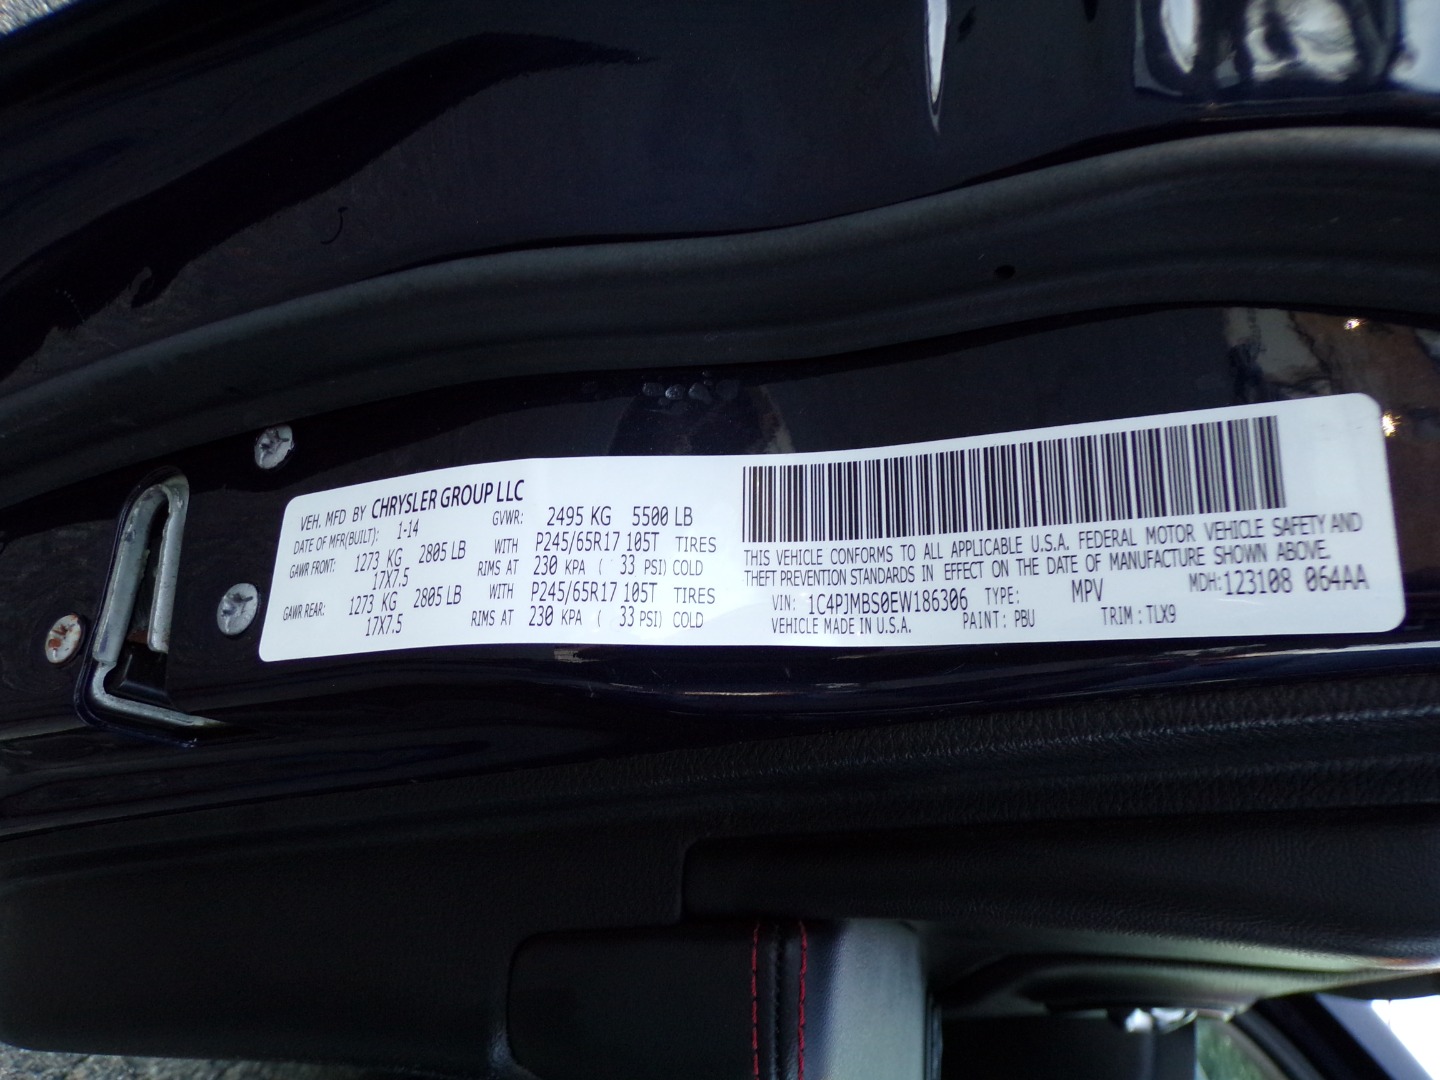 VEH. MFD BY CHRYSLER GROUP LLC
DATE OF MFR(BUILT): 1-14 GVWR: 2495 KG 5500 LB
GAWR FRONT: 1273 KG 2805 LB WITH P245/65R17 105T TIRES
17X7.5 RIMS AT 230 KPA ( 33 PSI) COLD
GAWR REAR: 1273 KG 2805 LB WITH P245/65R17 105T TIRES
17X7.5 RIMS AT 230 KPA ( 33 PSI) COLD
THIS VEHICLE CONFORMS TO ALL APPLICABLE U.S.A. FEDERAL MOTOR VEHICLE SAFETY AND
THEFT PREVENTION STANDARDS IN EFFECT ON THE DATE OF MANUFACTURE SHOWN ABOVE.
VIN: 1C4PJMBS0EW186306 TYPE: MPV MDH:123108 064AA
VEHICLE MADE IN U.S.A. PAINT: PBU TRIM: TLX9